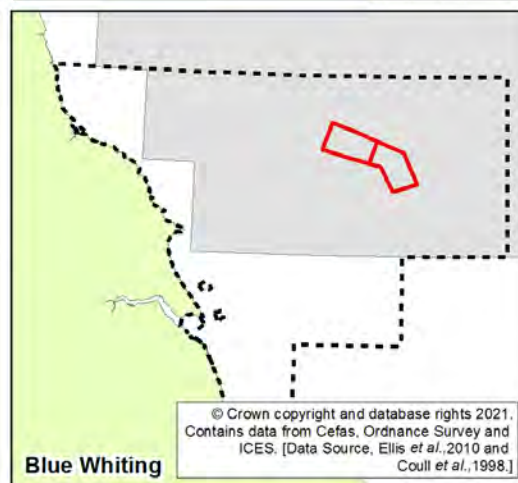 © Crown copyright and database rights 2021.
Contains data from Cefas, Ordnance Survey and
ICES. [Data Source, Ellis et al.,2010 and
Coull et al.,1998.]
Blue Whiting